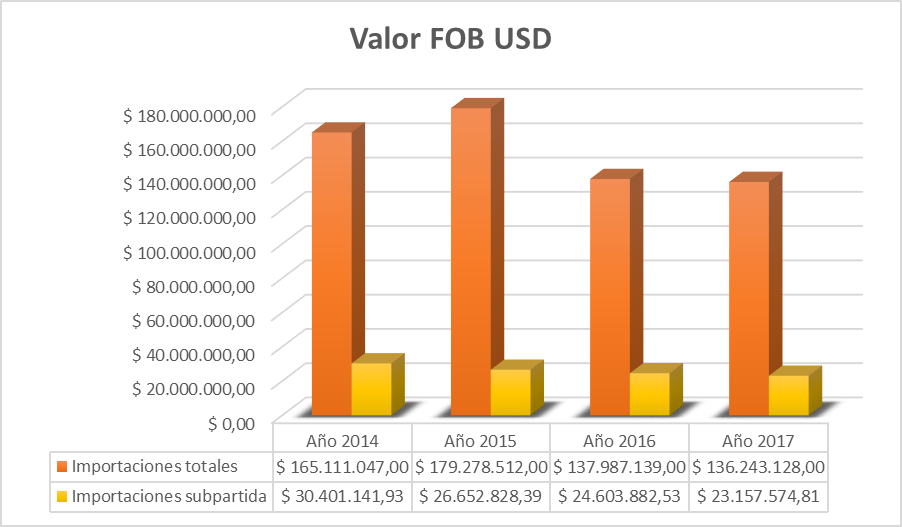 Valor FOB USD
$ 180.000.000,00
$ 160.000.000,00
$ 140.000.000,00
$ 120.000.000,00
$ 100.000.000,00
$ 80.000.000,00
$ 60.000.000,00
$ 40.000.000,00
$ 20.000.000,00
$ 0,00
Año 2014 Año 2015 Año 2016 Año 2017
Importaciones totales $ 165.111.047,00 $ 179.278.512,00 $ 137.987.139,00 $ 136.243.128,00
Importaciones subpartida $ 30.401.141,93 $ 26.652.828,39 $ 24.603.882,53 $ 23.157.574,81